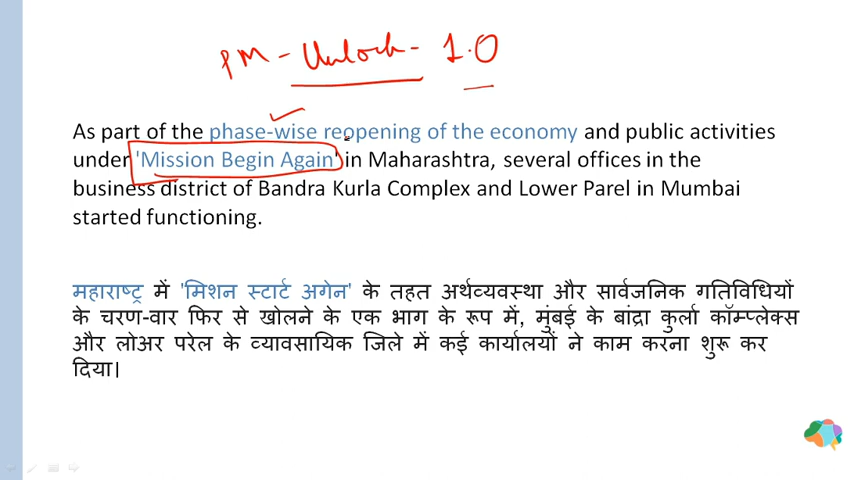 PM - Unlock - 1.0
As part of the phase-wise reopening of the economy and public activities
under 'Mission Begin Again' in Maharashtra, several offices in the
business district of Bandra Kurla Complex and Lower Parel in Mumbai
started functioning.
महाराष्ट्र में 'मिशन स्टार्ट अगेन' के तहत अर्थव्यवस्था और सार्वजनिक गतिविधियों
के चरण-वार फिर से खोलने के एक भाग के रूप में, मुंबई के बांद्रा कुर्ला कॉम्प्लेक्स
और लोअर परेल के व्यावसायिक जिले में कई कार्यालयों ने काम करना शुरू कर
दिया।